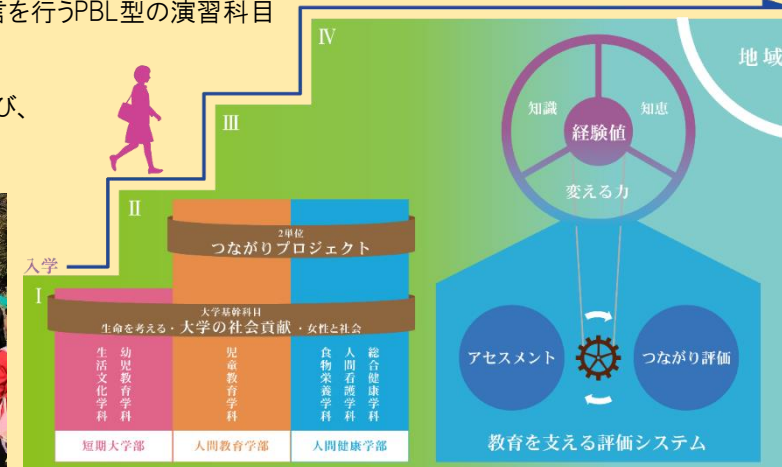 言を行うPBL型の演習科目
び、
入学
I
II
III
IV
2単位
つながりプロジェクト
大学基幹科目
生命を考える・大学の社会貢献・女性と社会
生活文化学科
幼児教育学科
児童教育学科
食物栄養学科
人間看護学科
総合健康学科
短期大学部
人間教育学部
人間健康学部
地域
知識
知恵
経験値
変える力
アセスメント
つながり評価
教育を支える評価システム